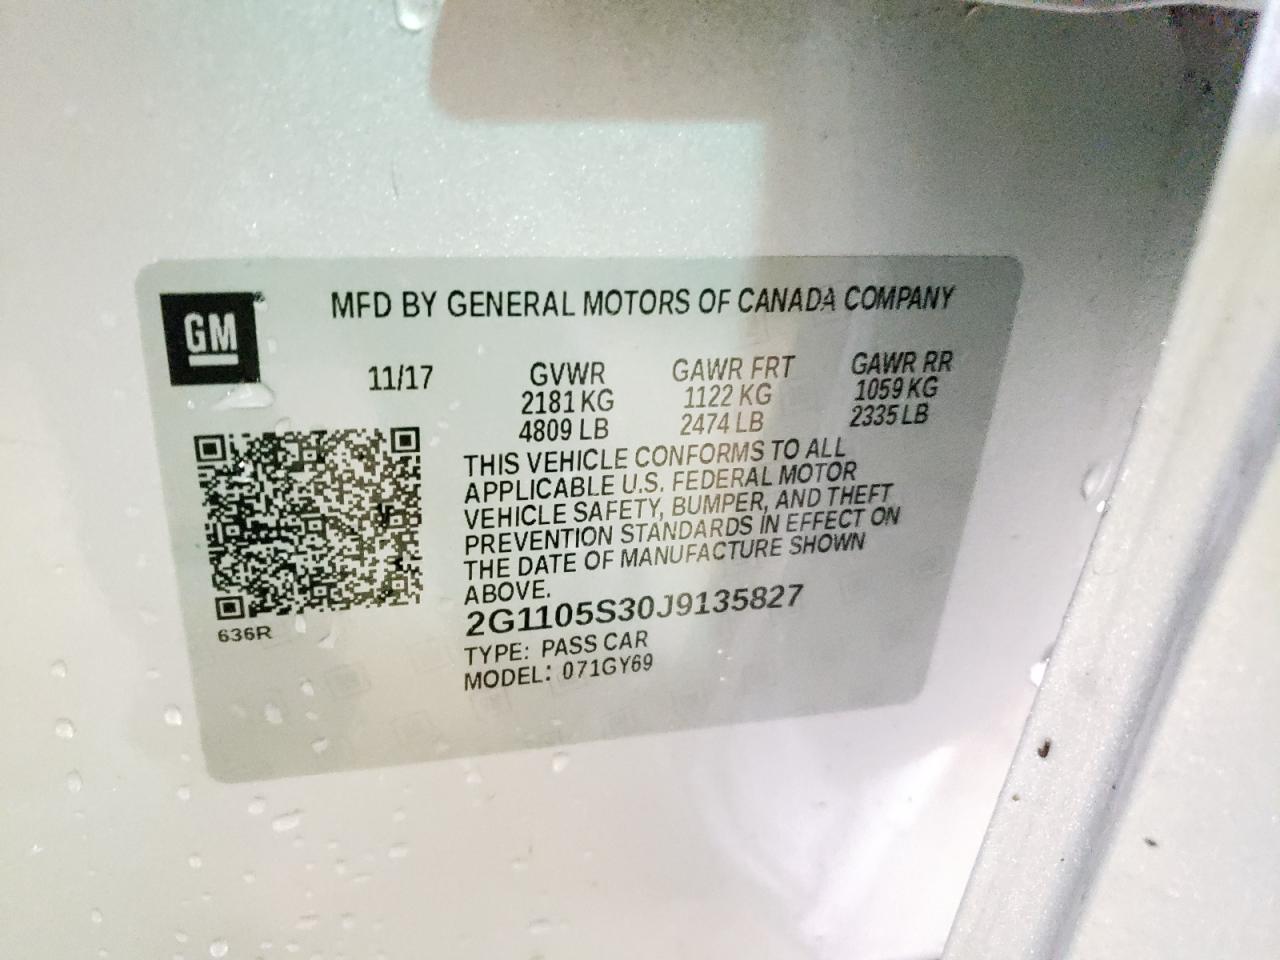 GM
MFD BY GENERAL MOTORS OF CANADA COMPANY
11/17
GVWR GAWR FRT GAWR RR
2181 KG 1122 KG 1059 KG
4809 LB 2474 LB 2335 LB
THIS VEHICLE CONFORMS TO ALL
APPLICABLE U.S. FEDERAL MOTOR
VEHICLE SAFETY, BUMPER, AND THEFT
PREVENTION STANDARDS IN EFFECT ON
THE DATE OF MANUFACTURE SHOWN
ABOVE.
2G1105S30J9135827
TYPE: PASS CAR
MODEL: 071GY69
636R